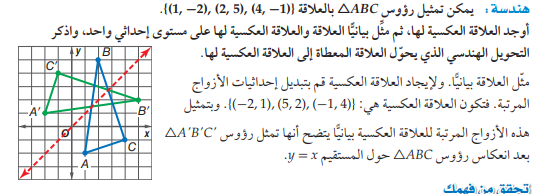 هندسة: يمكن تمثيل رؤوس △ABC بالعلاقة {(1, −2), (2, 5), (4, −1)}.
أوجد العلاقة العكسية لها، ثم مثِّل بيانيًّا العلاقة والعلاقة العكسية لها على مستوى إحداثي واحد، واذكر
التحويل الهندسي الذي يحوّل العلاقة المعطاة إلى العلاقة العكسية لها.
مثّل العلاقة بيانيًّا. ولإيجاد العلاقة العكسية قم بتبديل إحداثيات الأزواج
المرتبة. فتكون العلاقة العكسية هي: {(−2, 1), (5, 2), (−1, 4)}. وبتمثيل
هذه الأزواج المرتبة للعلاقة العكسية بيانيًّا يتضح أنها تمثل رؤوس △A′B′C′
بعد انعكاس رؤوس △ABC حول المستقيم y = x.
y
B
C′
A′
B′
O
x
C
A
تحقق من فهمك